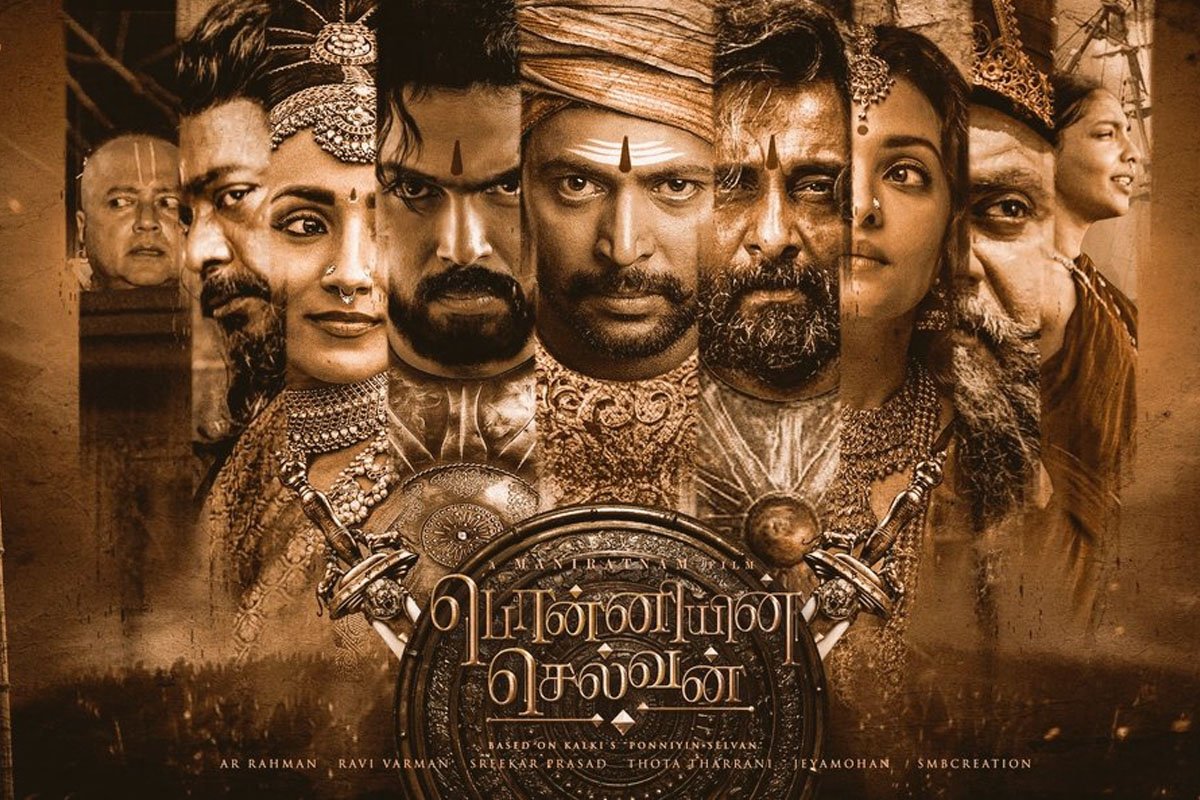 A MANIRATNAM FILM
பொன்னியின்
செல்வன்
BASED ON KALKI'S "PONNIYIN SELVAN"
AR RAHMAN RAVI VARMAN SREEKAR PRASAD THOTA THARRANI JEYAMOHAN / SMBCREATION